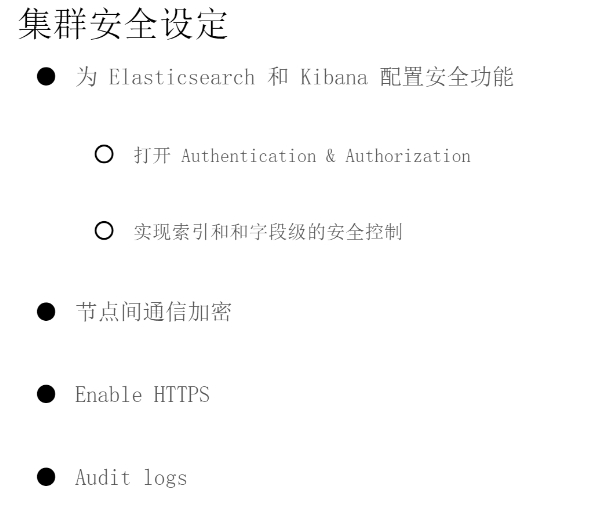 集群安全设定
为 Elasticsearch 和 Kibana 配置安全功能
打开 Authentication & Authorization
实现索引和和字段级的安全控制
节点间通信加密
Enable HTTPS
Audit logs